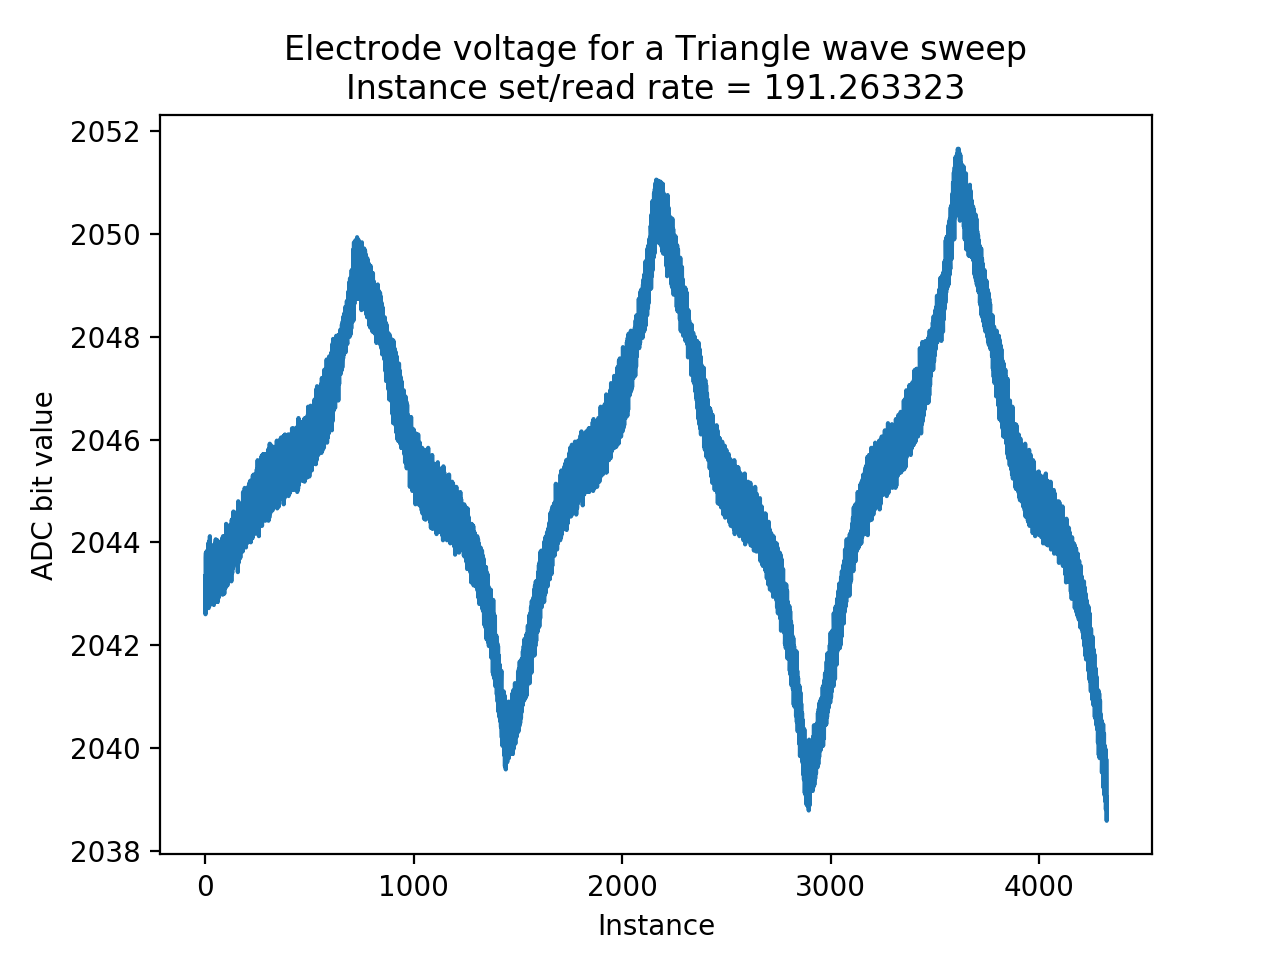 Electrode voltage for a Triangle wave sweep
Instance set/read rate = 191.263323
2052
2050
2048
2046
2044
2042
2040
2038
ADC bit value
0 1000 2000 3000 4000
Instance